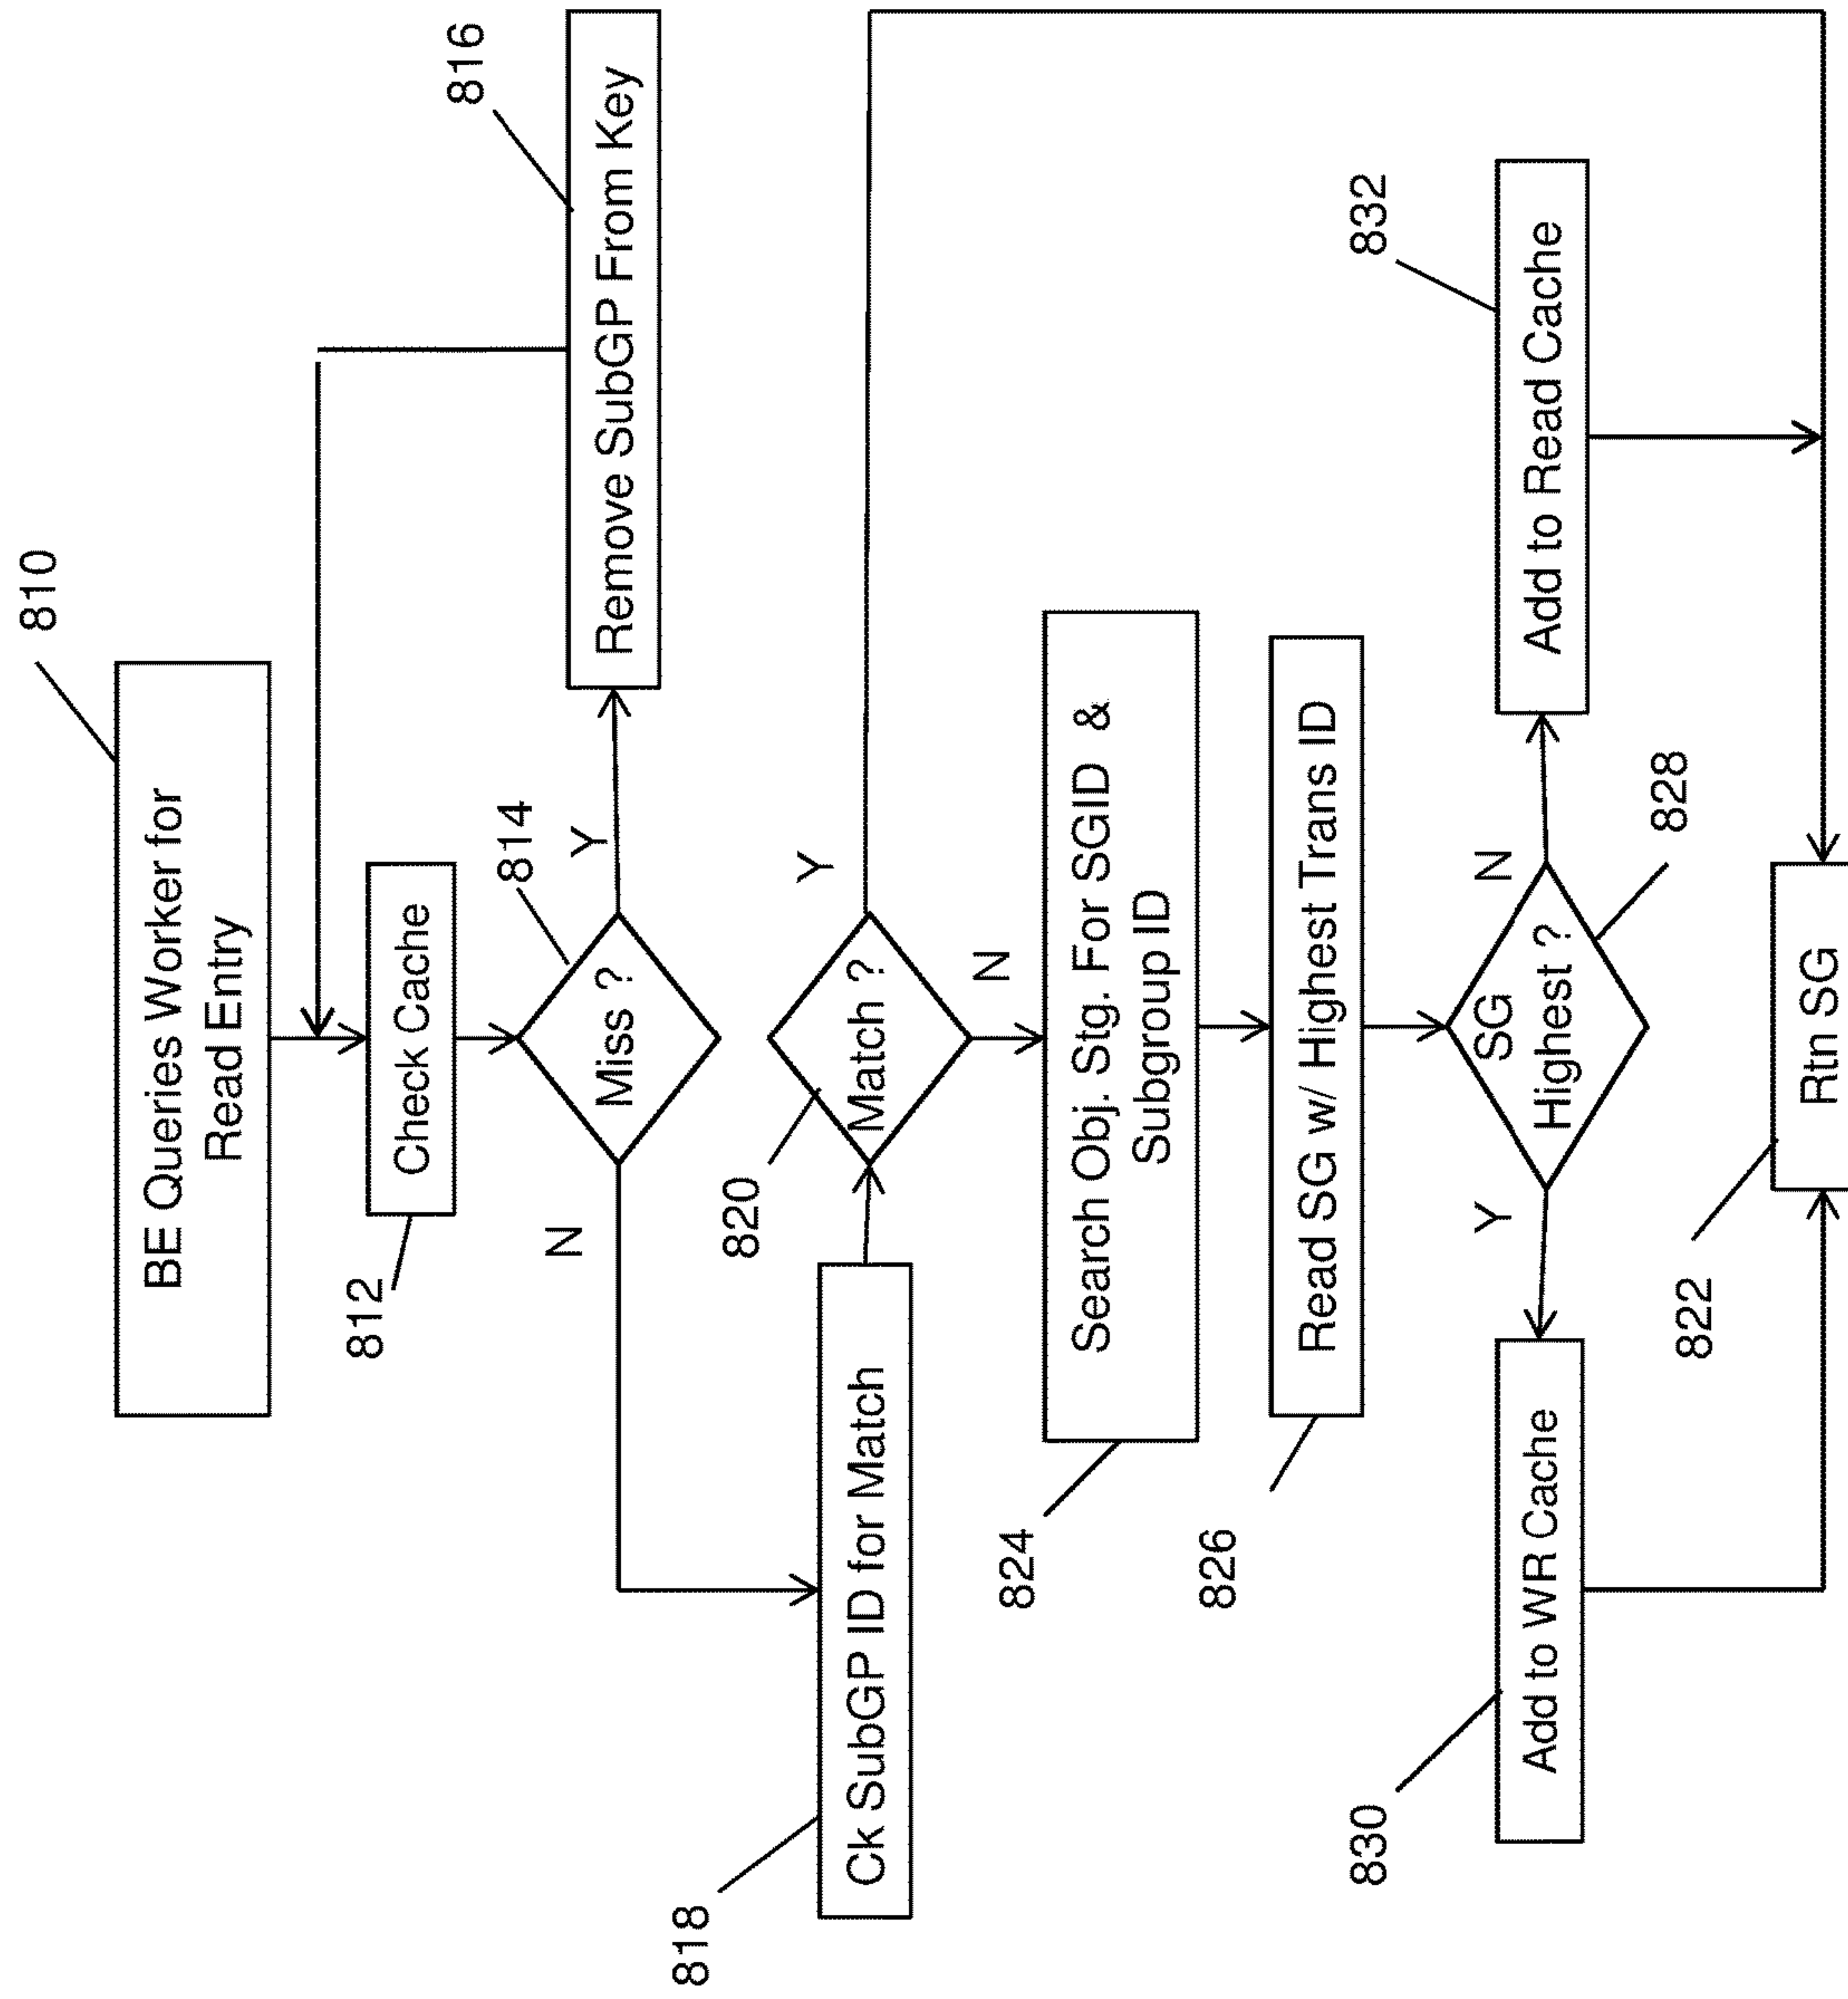 810
BE Queries Worker for
Read Entry
812
Check Cache
814
Miss ?
Y
N
816
Remove SubGP From Key
818
Ck SubGP ID for Match
820
Match ?
Y
N
824
Search Obj. Stg. For SGID &
Subgroup ID
826
Read SG w/ Highest Trans ID
SG
Highest ?
828
Y
N
830
Add to WR Cache
832
Add to Read Cache
822
Rtn SG